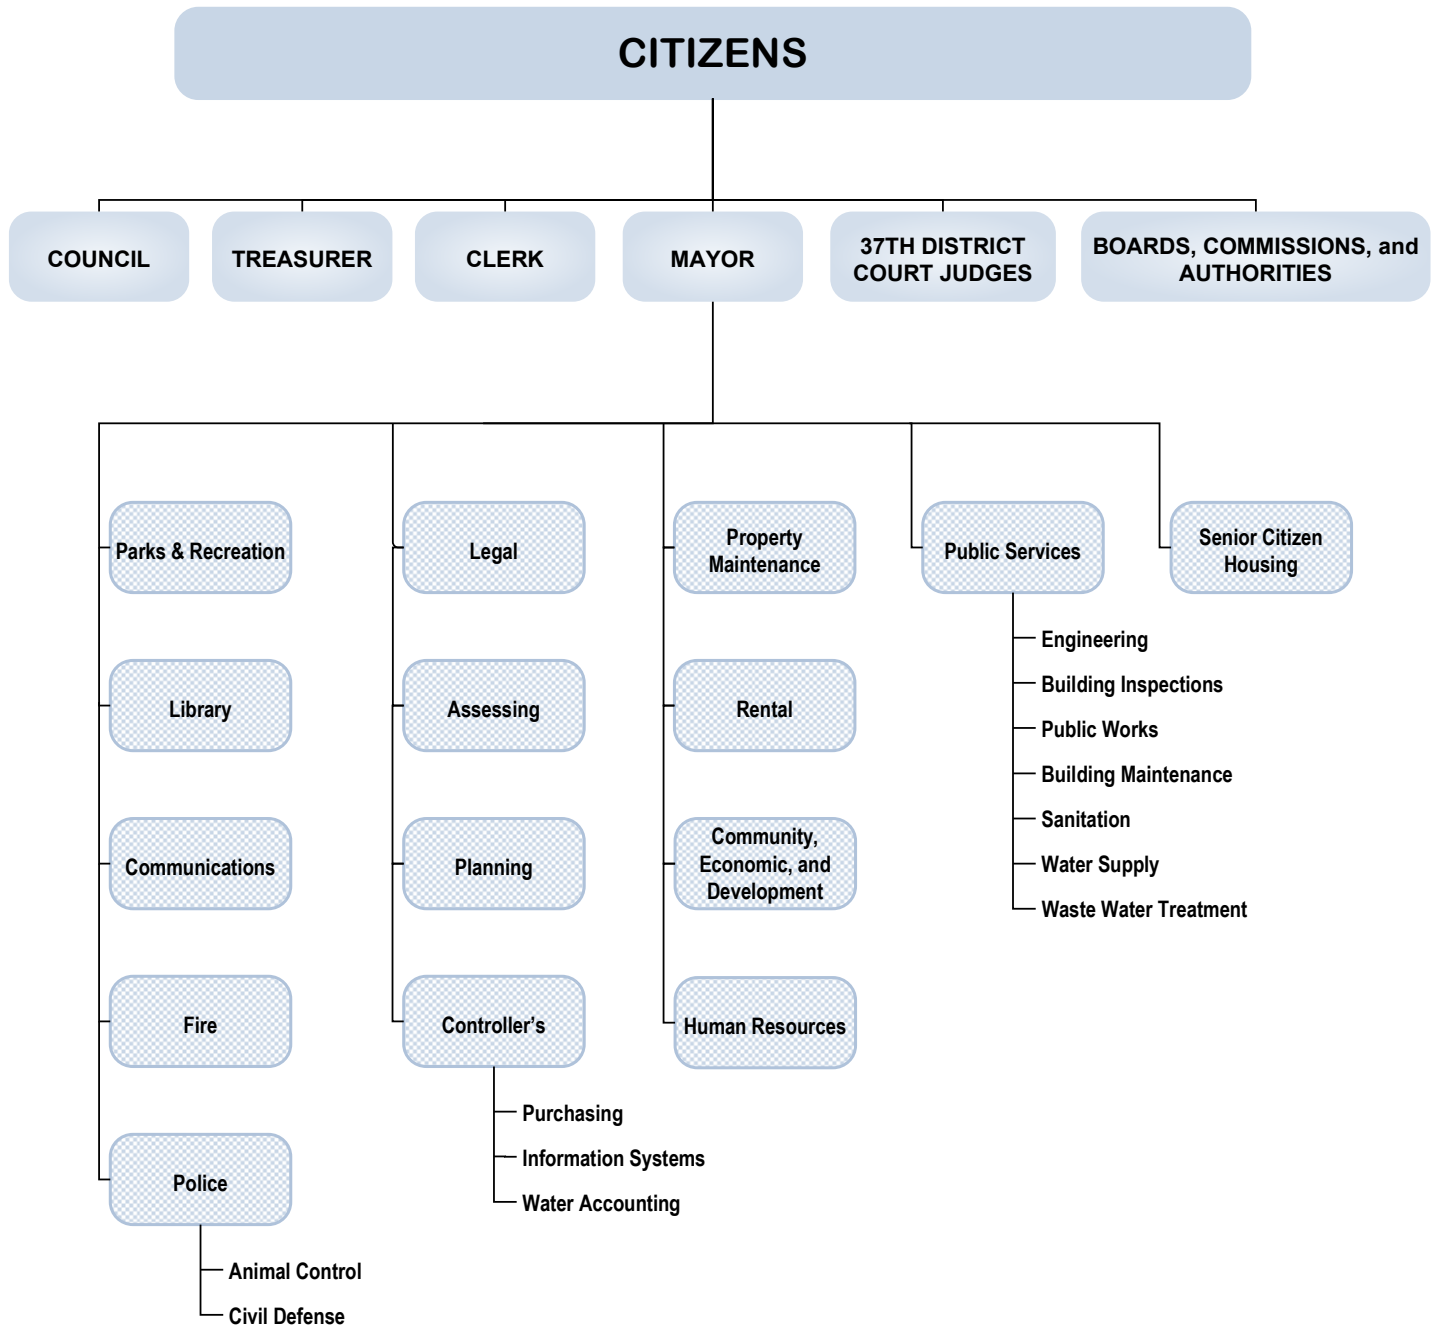 CITIZENS
COUNCIL
TREASURER
CLERK
MAYOR
37TH DISTRICT
COURT JUDGES
BOARDS, COMMISSIONS, and
AUTHORITIES
Parks & Recreation
Library
Communications
Fire
Police
Animal Control
Civil Defense
Legal
Assessing
Planning
Controller’s
Purchasing
Information Systems
Water Accounting
Property
Maintenance
Rental
Community,
Economic, and
Development
Human Resources
Public Services
Engineering
Building Inspections
Public Works
Building Maintenance
Sanitation
Water Supply
Waste Water Treatment
Senior Citizen
Housing